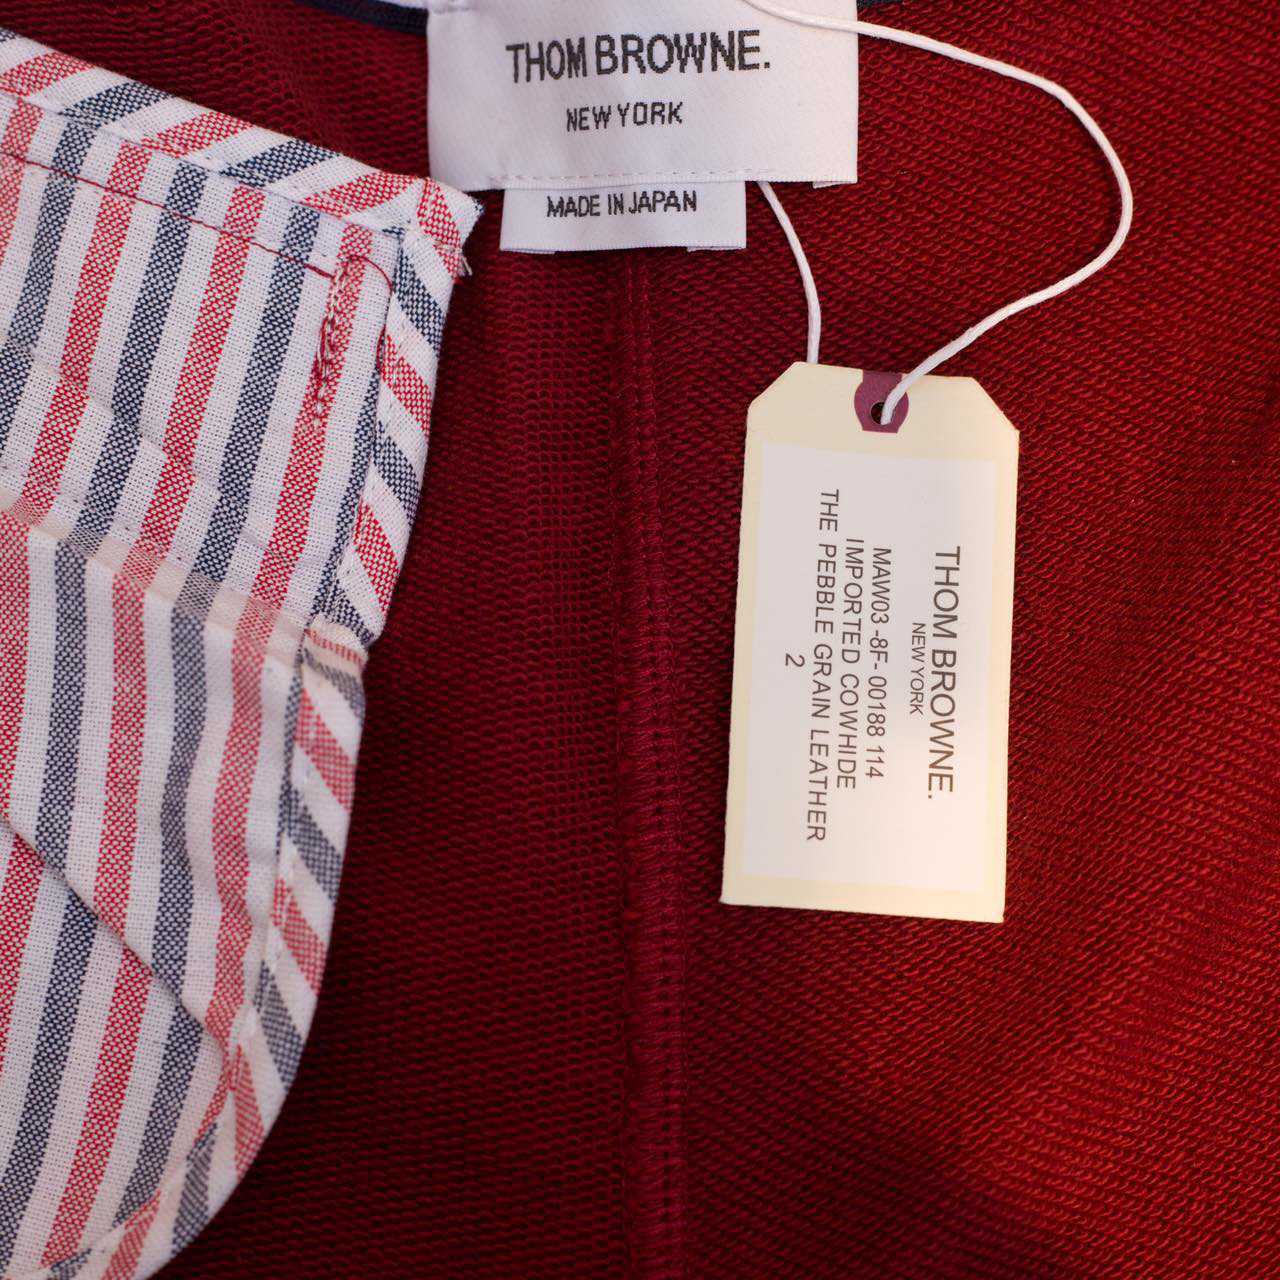 THOM BROWNE.
NEW YORK
MADE IN JAPAN
THOM BROWNE.
NEW YORK
MAW03 -8F- 00188 114
IMPORTED COWHIDE
THE PEBBLE GRAIN LEATHER
2